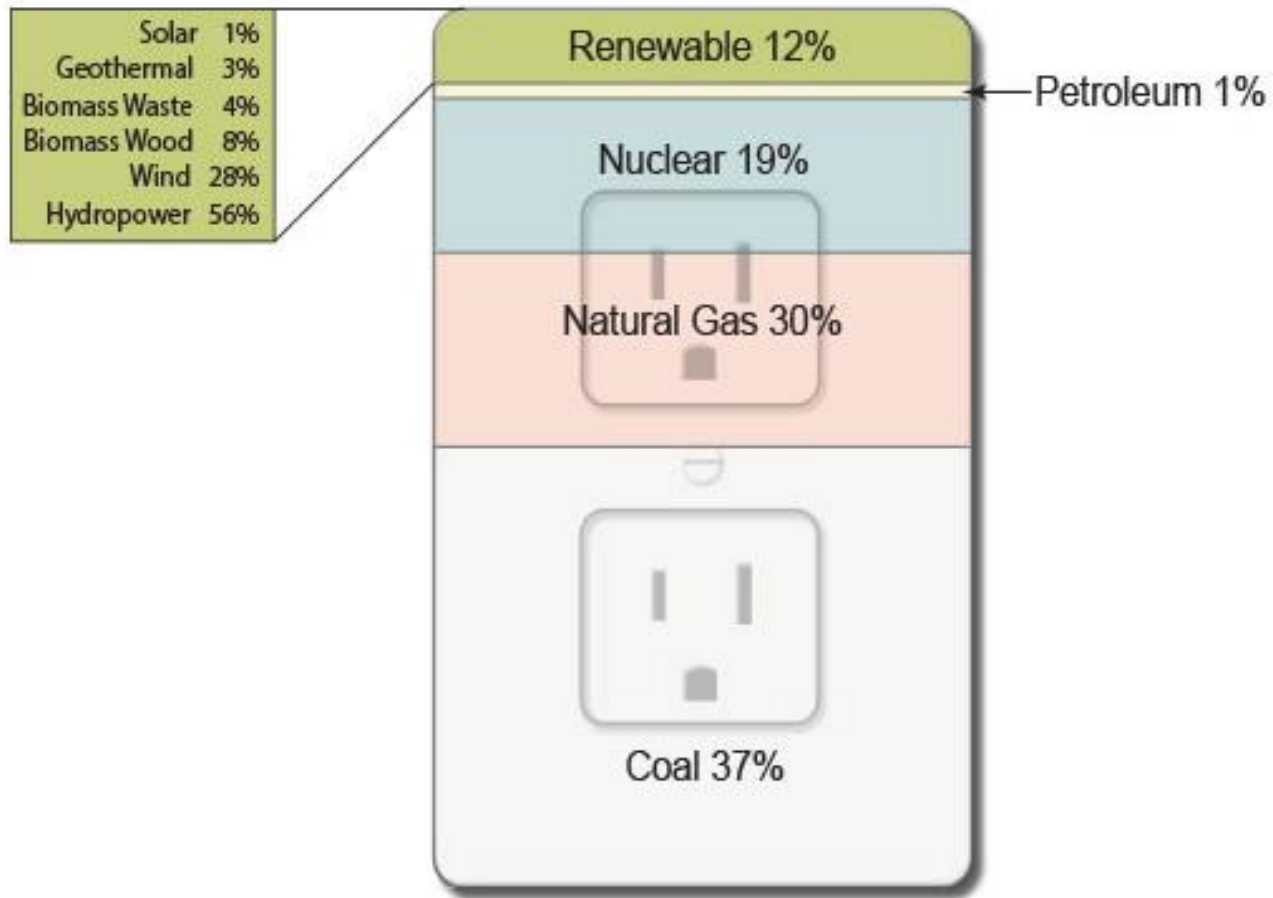 Solar 1%
Geothermal 3%
Biomass Waste 4%
Biomass Wood 8%
Wind 28%
Hydropower 56%
Renewable 12%
Petroleum 1%
Nuclear 19%
Natural Gas 30%
Coal 37%